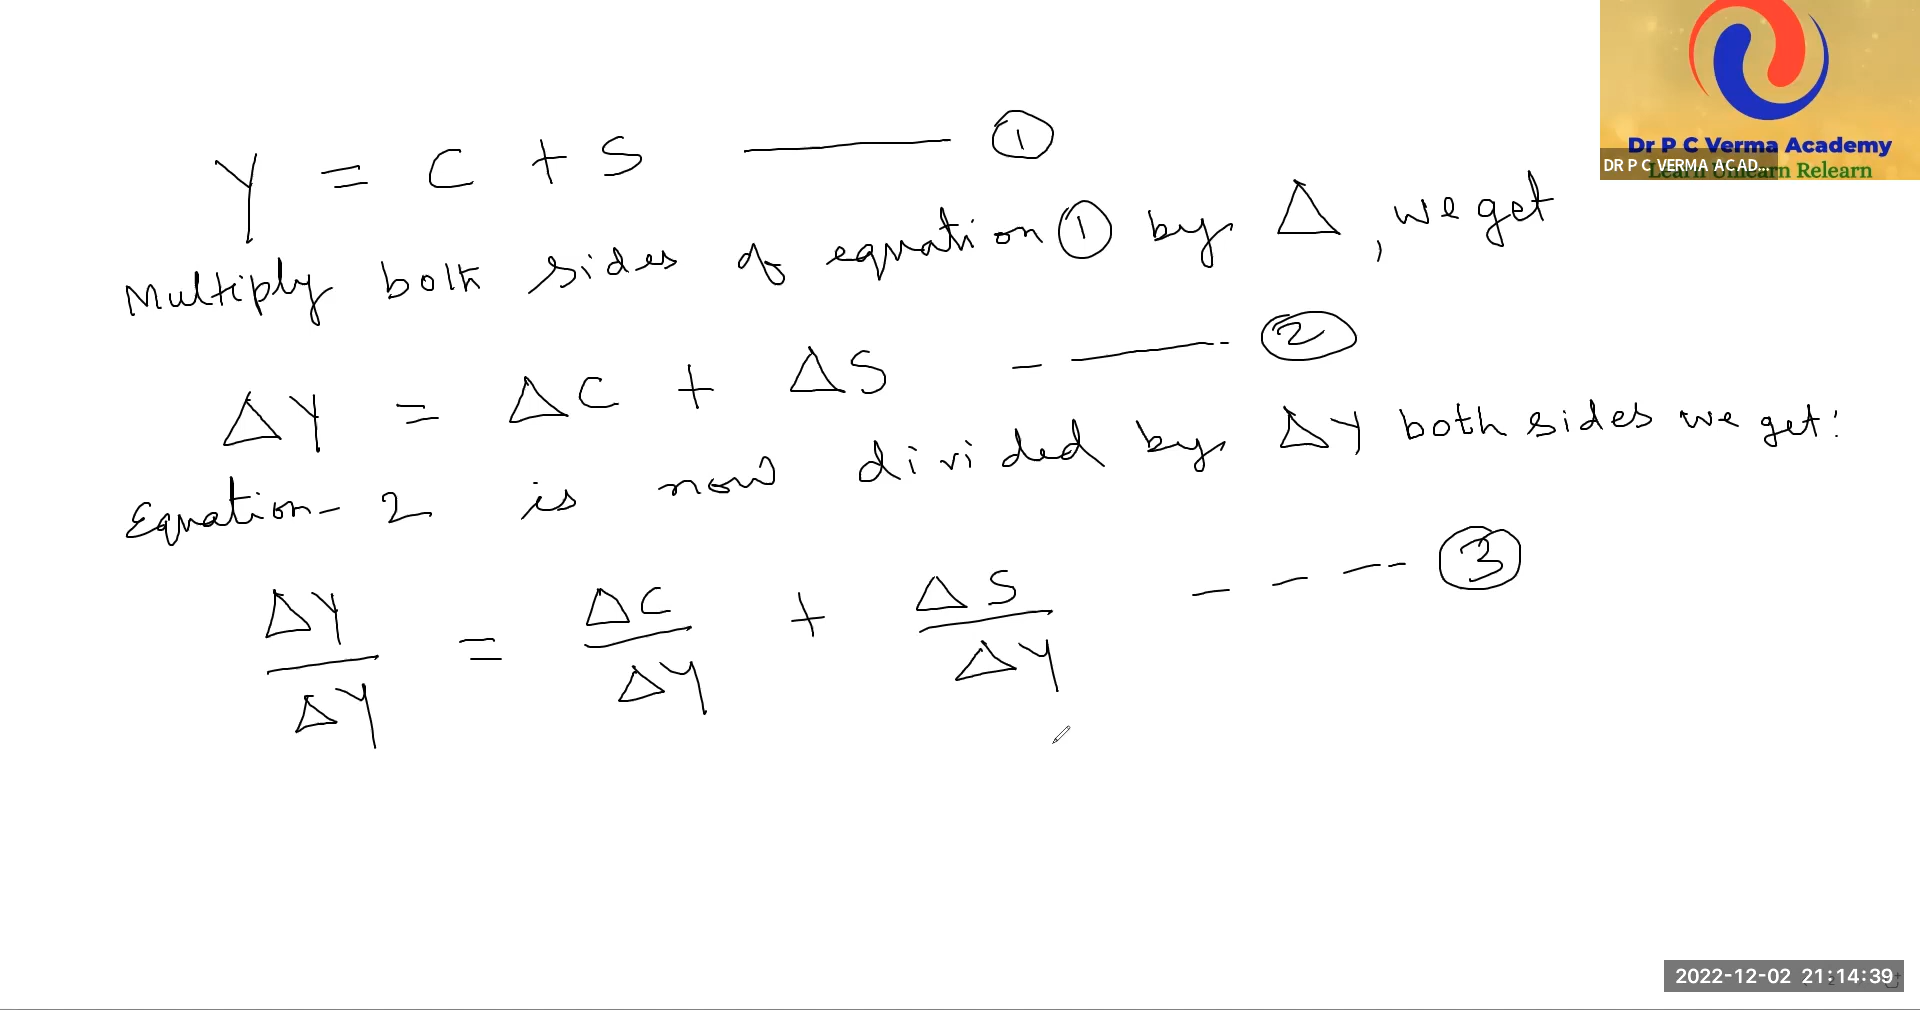 Dr P C Verma Academy
DR P C VERMA ACAD...
Learn Unlearn Relearn
Y = C + S ——— ①
Multiply both sides of equation ① by Δ, we get
ΔY = ΔC + ΔS - ——— ②
Equation - 2 is now divided by ΔY both sides we get:
ΔY/ΔY = ΔC/ΔY + ΔS/ΔY - - - - ③
2022-12-02 21:14:39